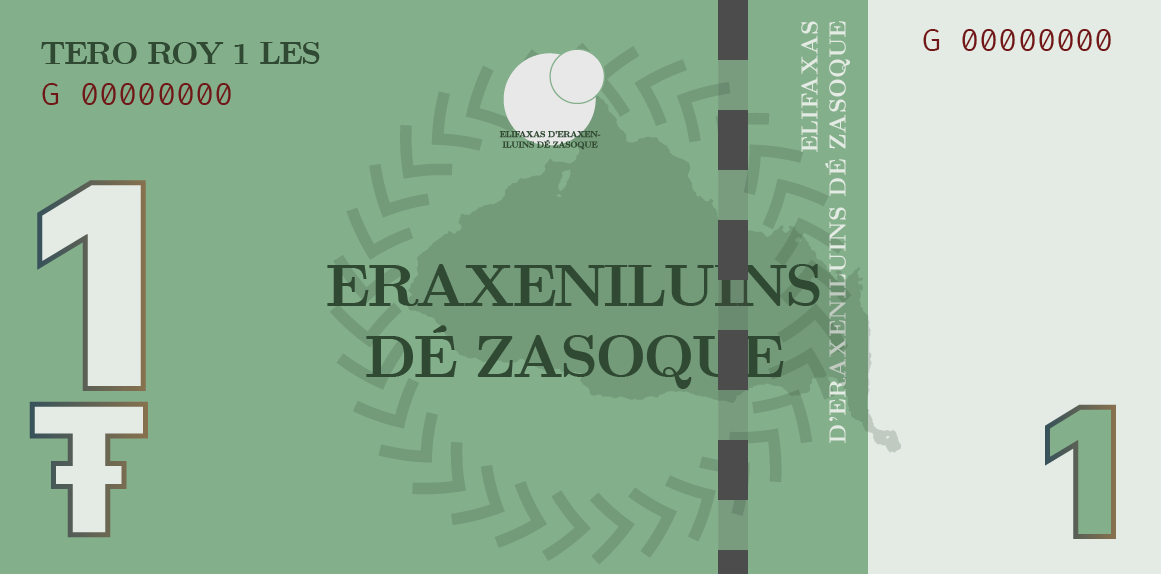 TERO ROY 1 LES
G 00000000
G 00000000
ELIFAXAS D'ERAXEN-
ILUINS DÉ ZASOQUE
ELIFAXAS
D'ERAXENILUINS DÉ ZASOQUE
1
Ŧ
ERAXENILUINS
DÉ ZASOQUE
1